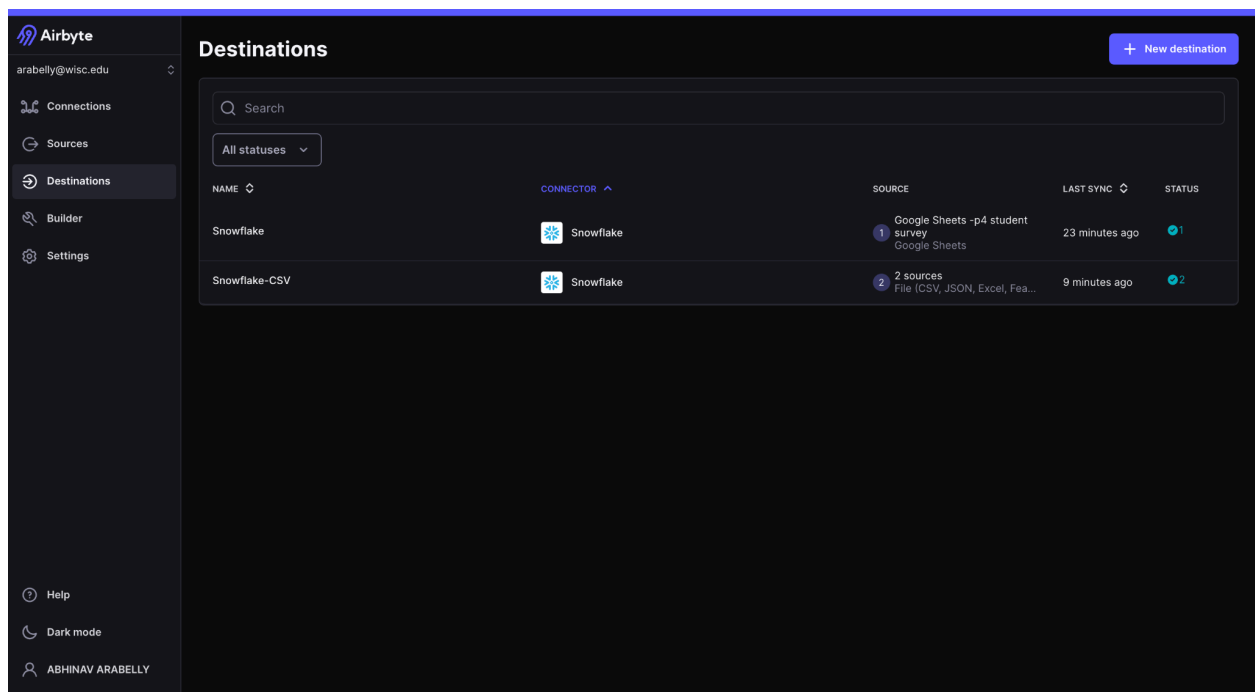 Airbyte
arabelly@wisc.edu
Connections
Sources
Destinations
Builder
Settings
Help
Dark mode
ABHINAV ARABELLY
Destinations
+ New destination
Search
All statuses
NAME CONNECTOR SOURCE LAST SYNC STATUS
Snowflake Snowflake 1 Google Sheets -p4 student survey Google Sheets 23 minutes ago 1
Snowflake-CSV Snowflake 2 2 sources File (CSV, JSON, Excel, Fea... 9 minutes ago 2